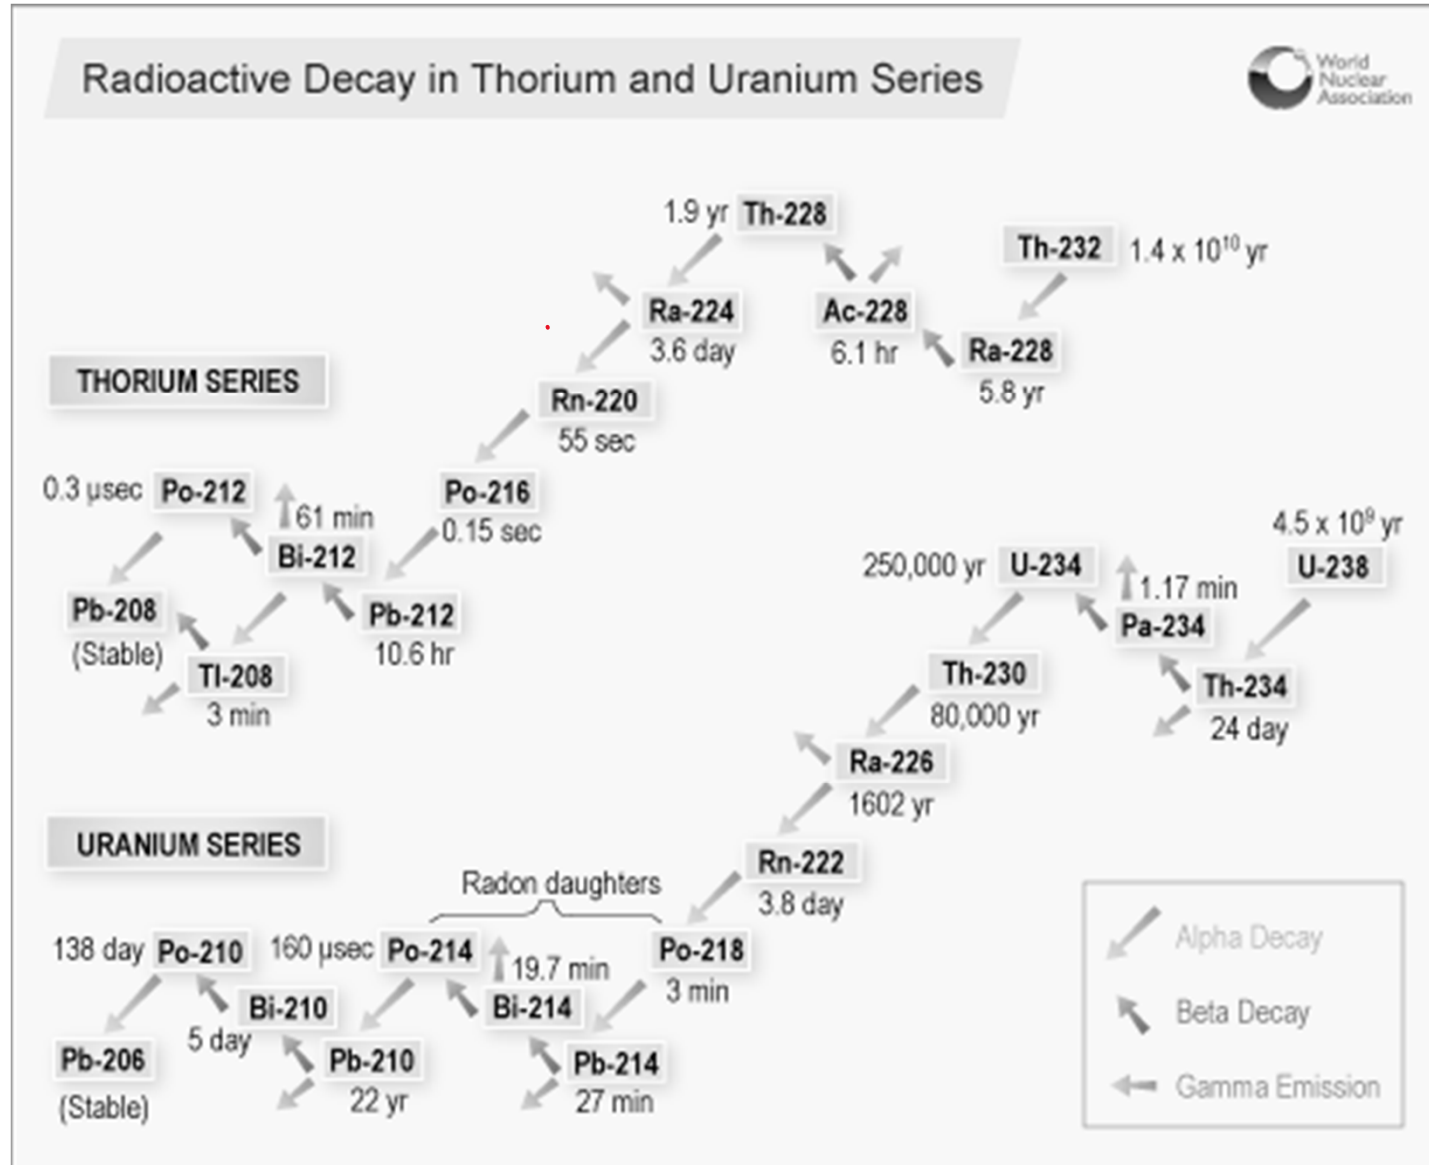 Radioactive Decay in Thorium and Uranium Series
World
Nuclear
Association
1.9 yr Th-228
Th-232 1.4 x 10¹⁰ yr
Ra-224
3.6 day
Ac-228
6.1 hr
Ra-228
5.8 yr
THORIUM SERIES
Rn-220
55 sec
0.3 µsec Po-212
61 min
Bi-212
Po-216
0.15 sec
Pb-208
(Stable)
Pb-212
10.6 hr
Tl-208
3 min
4.5 x 10⁹ yr
U-238
250,000 yr U-234
1.17 min
Pa-234
Th-230
80,000 yr
Th-234
24 day
Ra-226
1602 yr
URANIUM SERIES
Rn-222
3.8 day
Radon daughters
138 day Po-210
160 µsec Po-214
19.7 min
Po-218
3 min
Bi-210
5 day
Bi-214
Pb-206
(Stable)
Pb-210
22 yr
Pb-214
27 min
Alpha Decay
Beta Decay
Gamma Emission